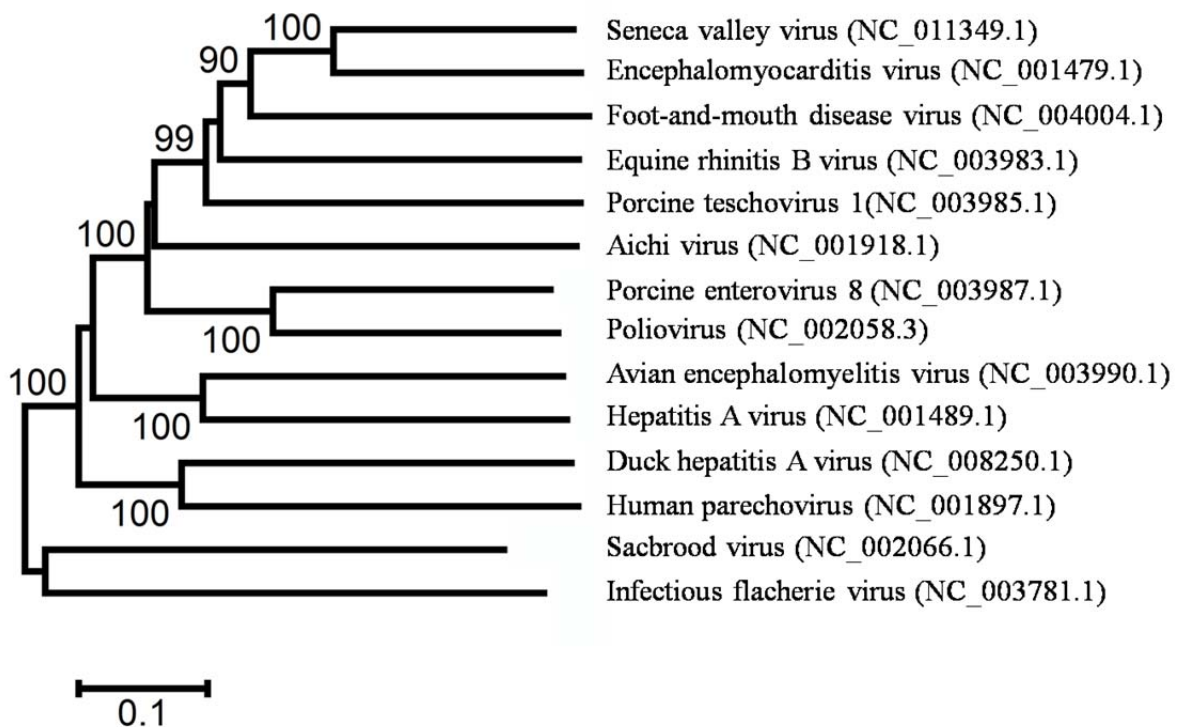 100
Seneca valley virus (NC_011349.1)
90
Encephalomyocarditis virus (NC_001479.1)
Foot-and-mouth disease virus (NC_004004.1)
99
Equine rhinitis B virus (NC_003983.1)
Porcine teschovirus 1(NC_003985.1)
100
Aichi virus (NC_001918.1)
Porcine enterovirus 8 (NC_003987.1)
100
Poliovirus (NC_002058.3)
100
Avian encephalomyelitis virus (NC_003990.1)
100
Hepatitis A virus (NC_001489.1)
Duck hepatitis A virus (NC_008250.1)
100
Human parechovirus (NC_001897.1)
Sacbrood virus (NC_002066.1)
Infectious flacherie virus (NC_003781.1)
0.1